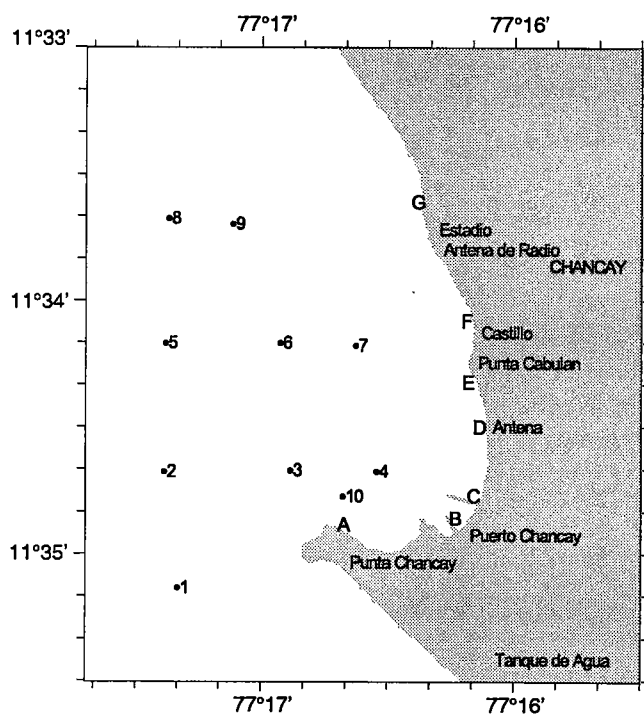 77°17' 77°16'
11°33'
G
8 9
Estadio
Antena de Radio
CHANCAY
11°34'
F
Castillo
5 6 7
Punta Cabulan
E
D Antena
2 3 4
10 C
A B
Puerto Chancay
11°35'
Punta Chancay
1
Tanque de Agua
77°17' 77°16'